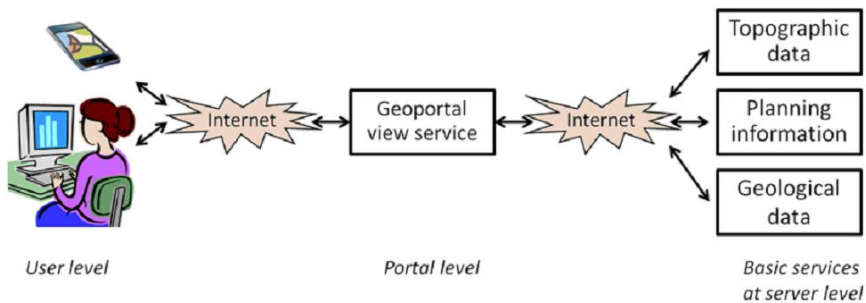 Topographic
data
Internet
Geoportal
view service
Internet
Planning
information
Geological
data
User level
Portal level
Basic services
at server level